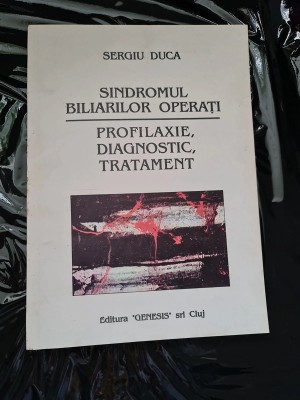 SERGIU DUCA
SINDROMUL
BILIARILOR OPERAȚI
PROFILAXIE,
DIAGNOSTIC,
TRATAMENT
Editura "GENESIS" srl Cluj